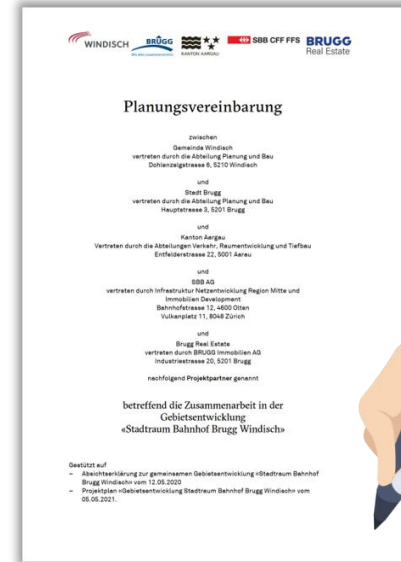 WINDISCH
BRUGG
KANTON AARGAU
SBB CFF FFS
BRUGG
Real Estate
Planungsvereinbarung
zwischen
Gemeinde Windisch
vertreten durch die Abteilung Planung und Bau
Dohlenzelgstrasse 6, 5210 Windisch
und
Stadt Brugg
vertreten durch die Abteilung Planung und Bau
Hauptstrasse 3, 5201 Brugg
und
Kanton Aargau
Vertreten durch die Abteilungen Verkehr, Raumentwicklung und Tiefbau
Entfelderstrasse 22, 5001 Aarau
und
SBB AG
vertreten durch Infrastruktur Netzentwicklung Region Mitte und
Immobilien Development
Bahnhofstrasse 12, 4600 Olten
Vulkanplatz 11, 8048 Zürich
und
Brugg Real Estate
vertreten durch BRUGG Immobilien AG
Industriestrasse 20, 5201 Brugg
nachfolgend Projektpartner genannt
betreffend die Zusammenarbeit in der
Gebietsentwicklung
«Stadtraum Bahnhof Brugg Windisch»
Gestützt auf
– Absichtserklärung zur gemeinsamen Gebietsentwicklung «Stadtraum Bahnhof
Brugg Windisch» vom 12.05.2020
– Projektplan «Gebietsentwicklung Stadtraum Bahnhof Brugg Windisch» vom
05.05.2021.